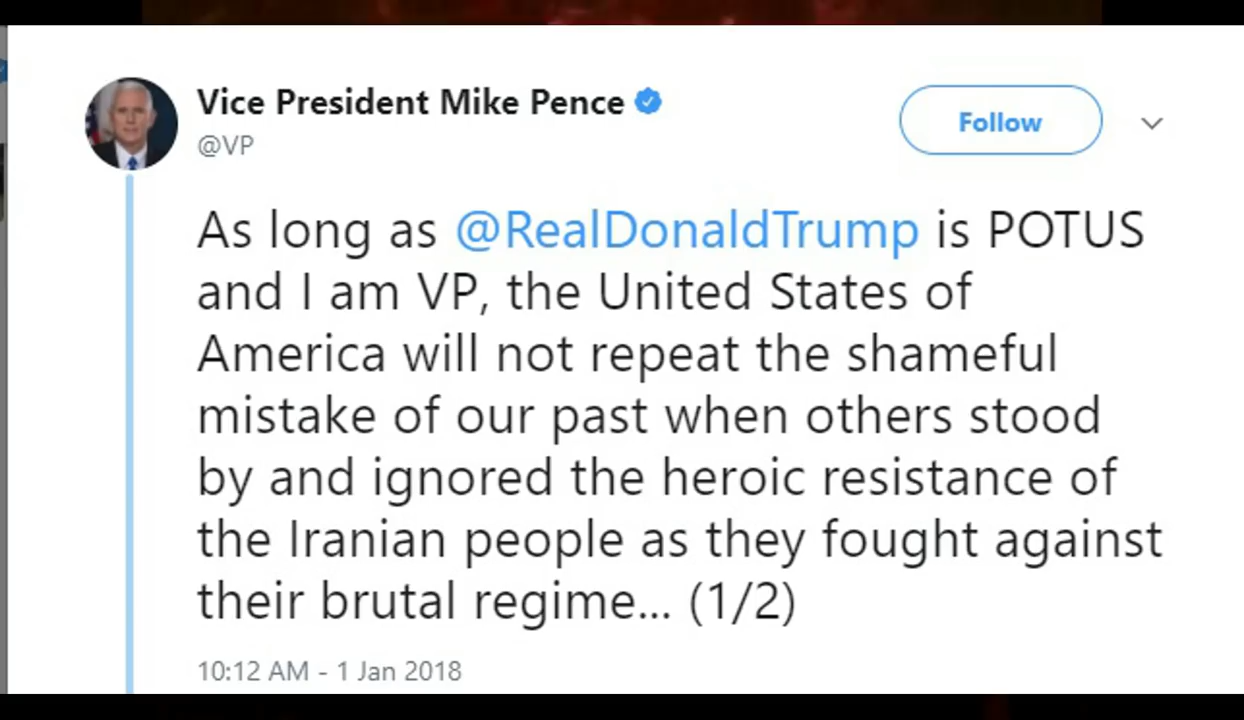 Vice President Mike Pence
@VP
Follow
As long as @RealDonaldTrump is POTUS
and I am VP, the United States of
America will not repeat the shameful
mistake of our past when others stood
by and ignored the heroic resistance of
the Iranian people as they fought against
their brutal regime... (1/2)
10:12 AM - 1 Jan 2018